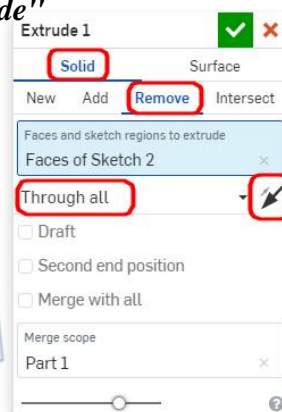 de"
Extrude 1
Solid Surface
New Add Remove Intersect
Faces and sketch regions to extrude
Faces of Sketch 2
Through all
Draft
Second end position
Merge with all
Merge scope
Part 1